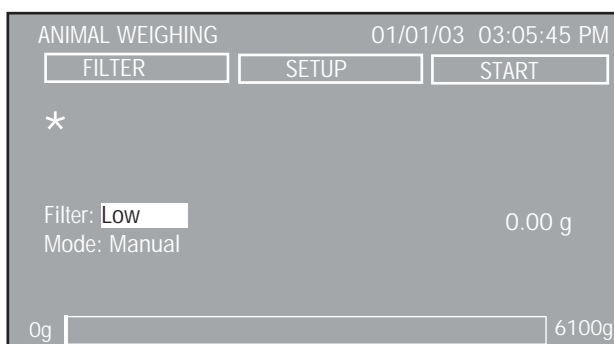 ANIMAL WEIGHING 01/01/03 03:05:45 PM
FILTER SETUP START
*
Filter: Low 0.00 g
Mode: Manual
0g 6100g